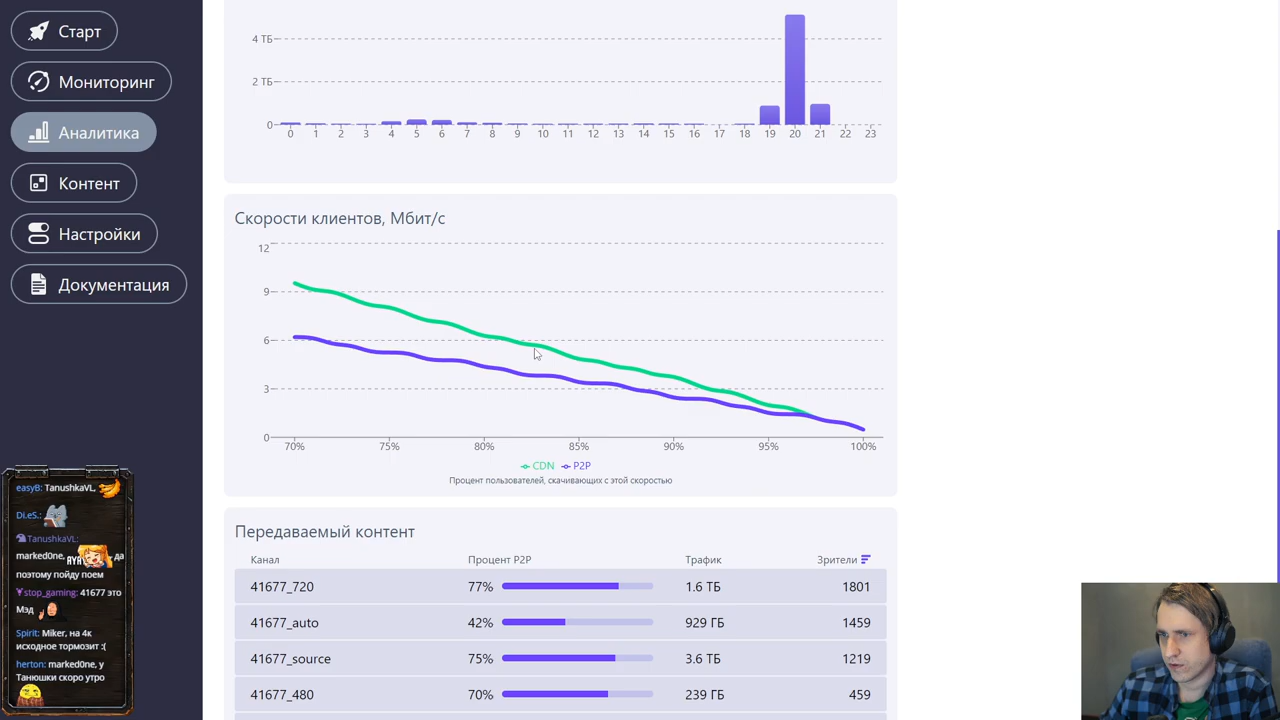 Старт
Мониторинг
Аналитика
Контент
Настройки
Документация
4 ТБ
2 ТБ
0
0 1 2 3 4 5 6 7 8 9 10 11 12 13 14 15 16 17 18 19 20 21 22 23
Скорости клиентов, Мбит/с
12
9
6
3
0
70% 75% 80% 85% 90% 95% 100%
CDN P2P
Процент пользователей, скачивающих с этой скоростью
Передаваемый контент
Канал Процент P2P Трафик Зрители
41677_720 77% 1.6 ТБ 1801
41677_auto 42% 929 ГБ 1459
41677_source 75% 3.6 ТБ 1219
41677_480 70% 239 ГБ 459
easyB: TanushkaVL,
Di.eS.:
TanushkaVL:
marked0ne, да
поэтому пойду поем
stop_gaming: 41677 это
Мэд
Spirit: Miker, на 4к
исходное тормозит :(
herton: marked0ne, у
Танюшки скоро утро